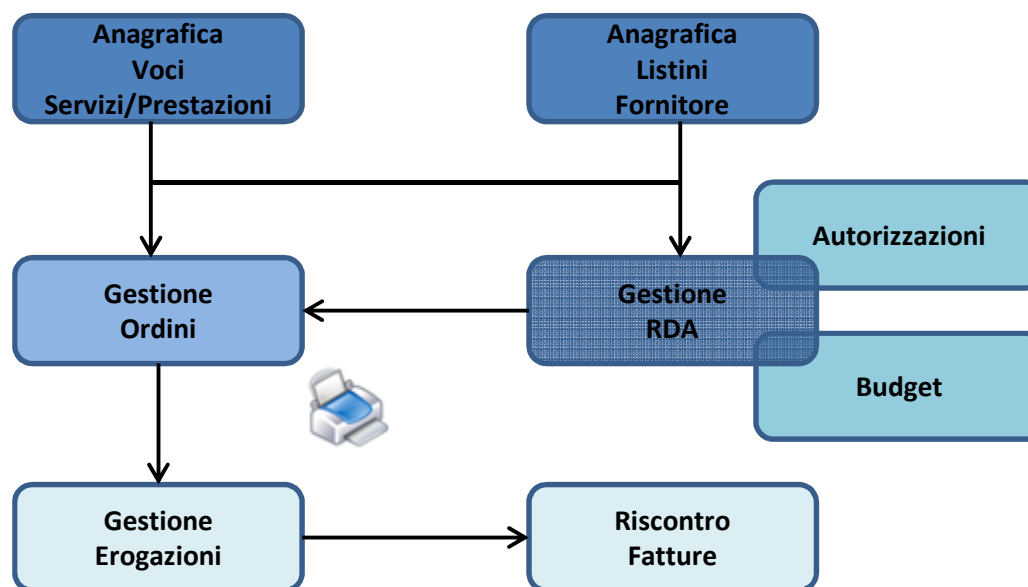 Anagrafica
Voci
Servizi/Prestazioni
Anagrafica
Listini
Fornitore
Autorizzazioni
Gestione
Ordini
Gestione
RDA
Budget
Gestione
Erogazioni
Riscontro
Fatture